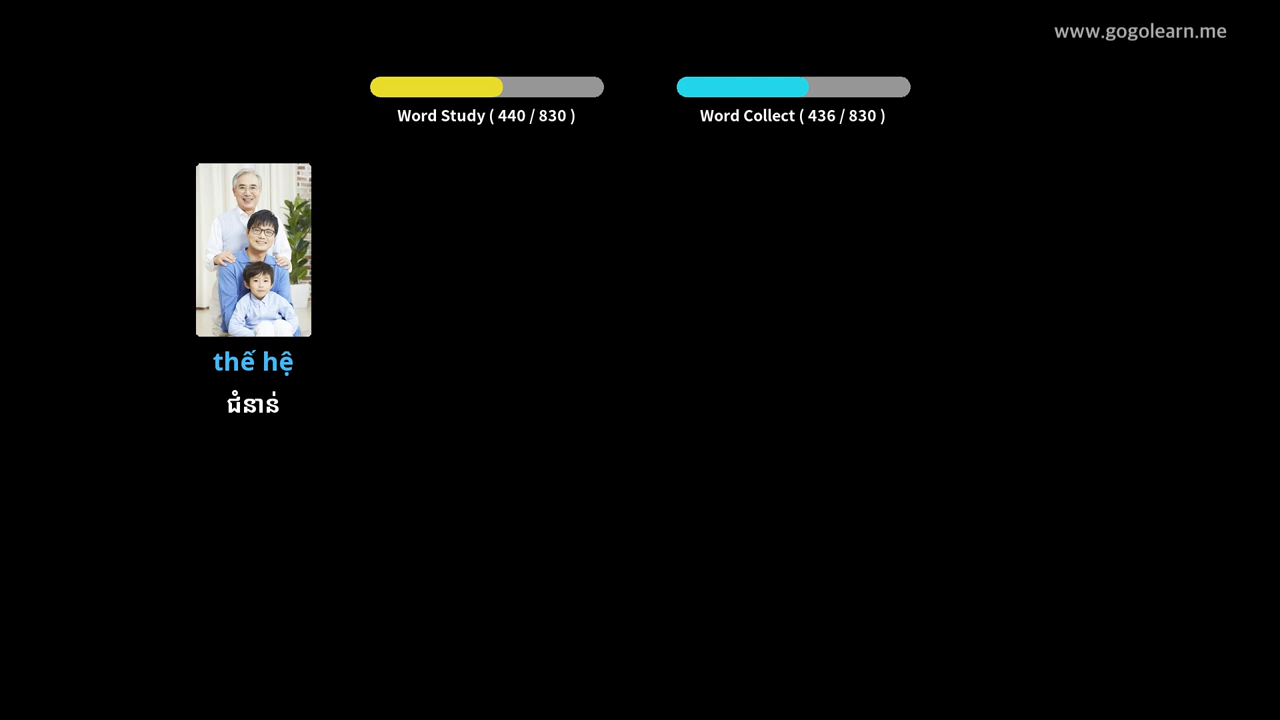 www.gogolearn.me
Word Study ( 440 / 830 )
Word Collect ( 436 / 830 )
thế hệ
ជំនាន់